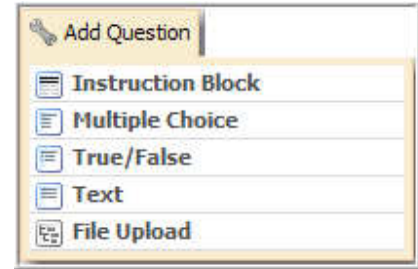 Add Question
Instruction Block
Multiple Choice
True/False
Text
File Upload